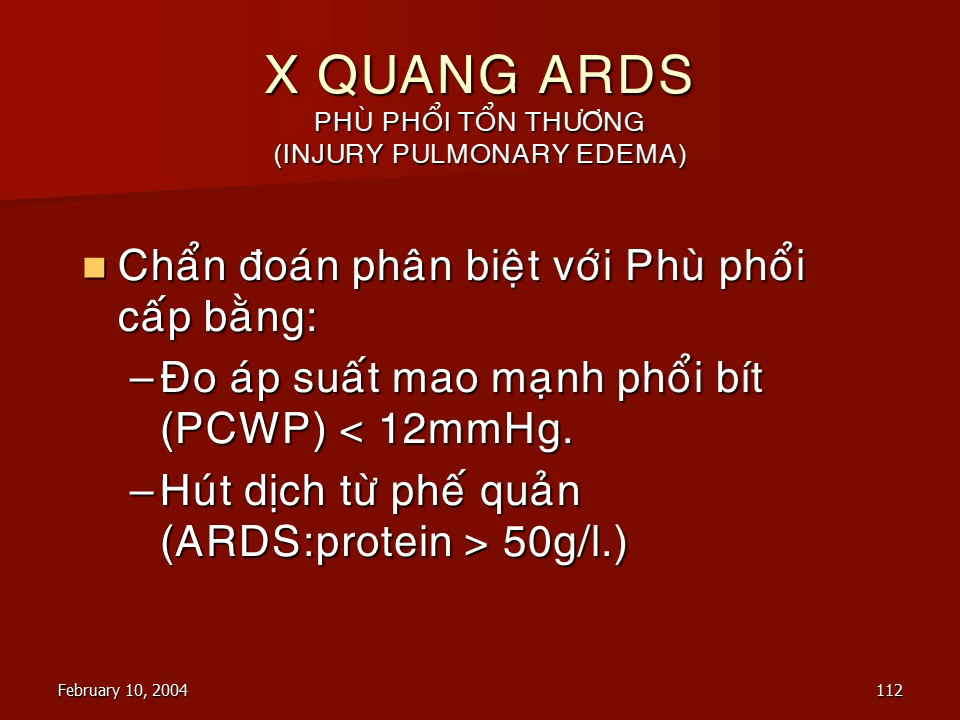 X QUANG ARDS
PHÙ PHỔI TỔN THƯƠNG
(INJURY PULMONARY EDEMA)
Chẩn đoán phân biệt với Phù phổi
cấp bằng:
–Đo áp suất mao mạnh phổi bít
(PCWP) < 12mmHg.
–Hút dịch từ phế quản
(ARDS:protein > 50g/l.)
February 10, 2004
112